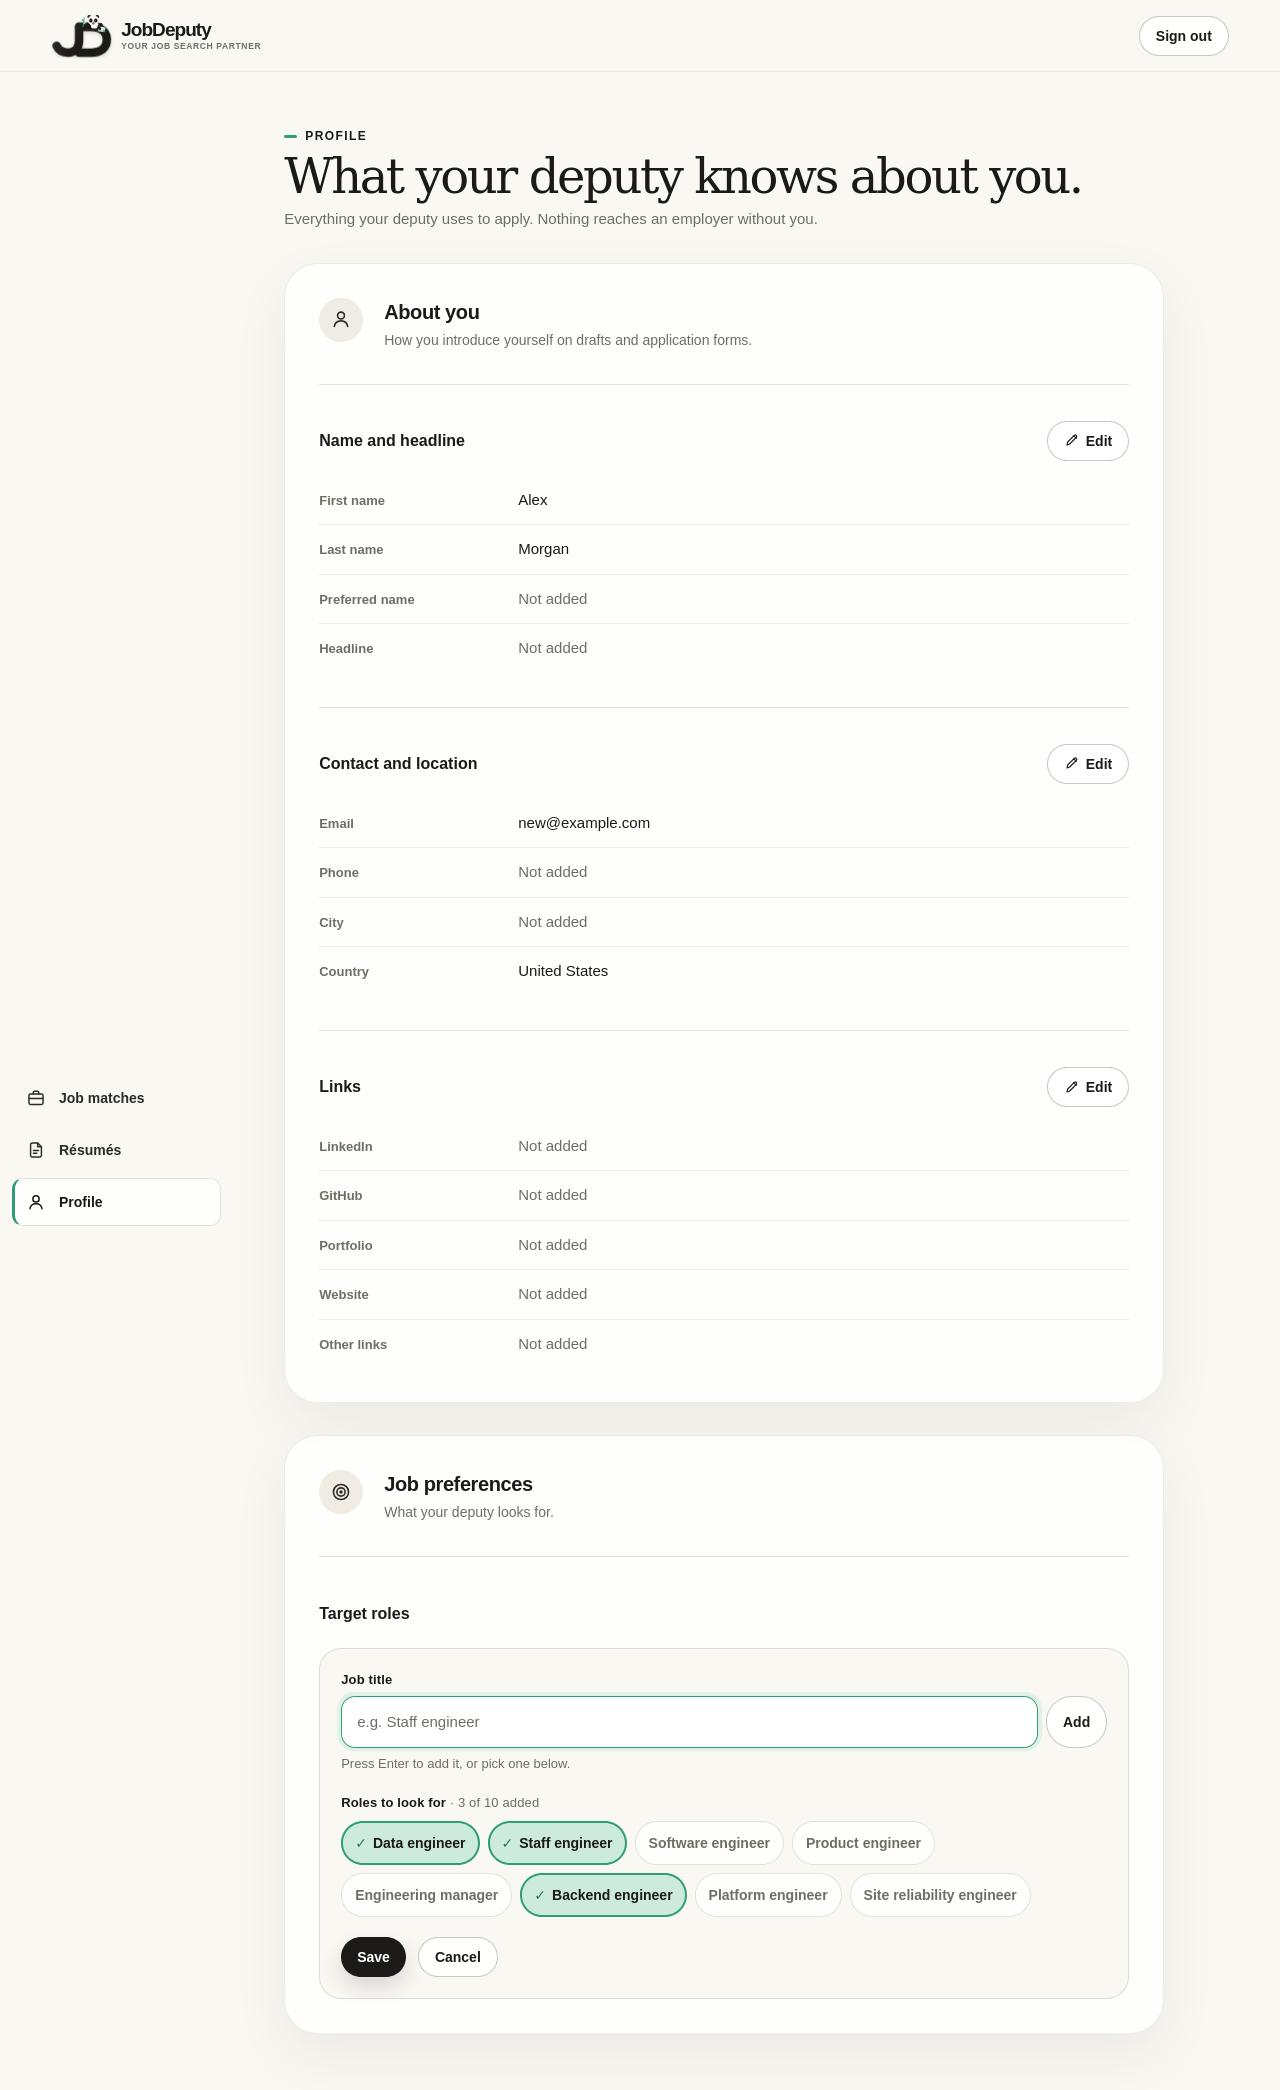 JobDeputy
YOUR JOB SEARCH PARTNER
Sign out
PROFILE
What your deputy knows about you.
Everything your deputy uses to apply. Nothing reaches an employer without you.
About you
How you introduce yourself on drafts and application forms.
Name and headline
Edit
First name
Alex
Last name
Morgan
Preferred name
Not added
Headline
Not added
Contact and location
Edit
Email
new@example.com
Phone
Not added
City
Not added
Country
United States
Links
Edit
LinkedIn
Not added
GitHub
Not added
Portfolio
Not added
Website
Not added
Other links
Not added
Job matches
Résumés
Profile
Job preferences
What your deputy looks for.
Target roles
Job title
e.g. Staff engineer
Add
Press Enter to add it, or pick one below.
Roles to look for · 3 of 10 added
✓ Data engineer
✓ Staff engineer
Software engineer
Product engineer
Engineering manager
✓ Backend engineer
Platform engineer
Site reliability engineer
Save
Cancel